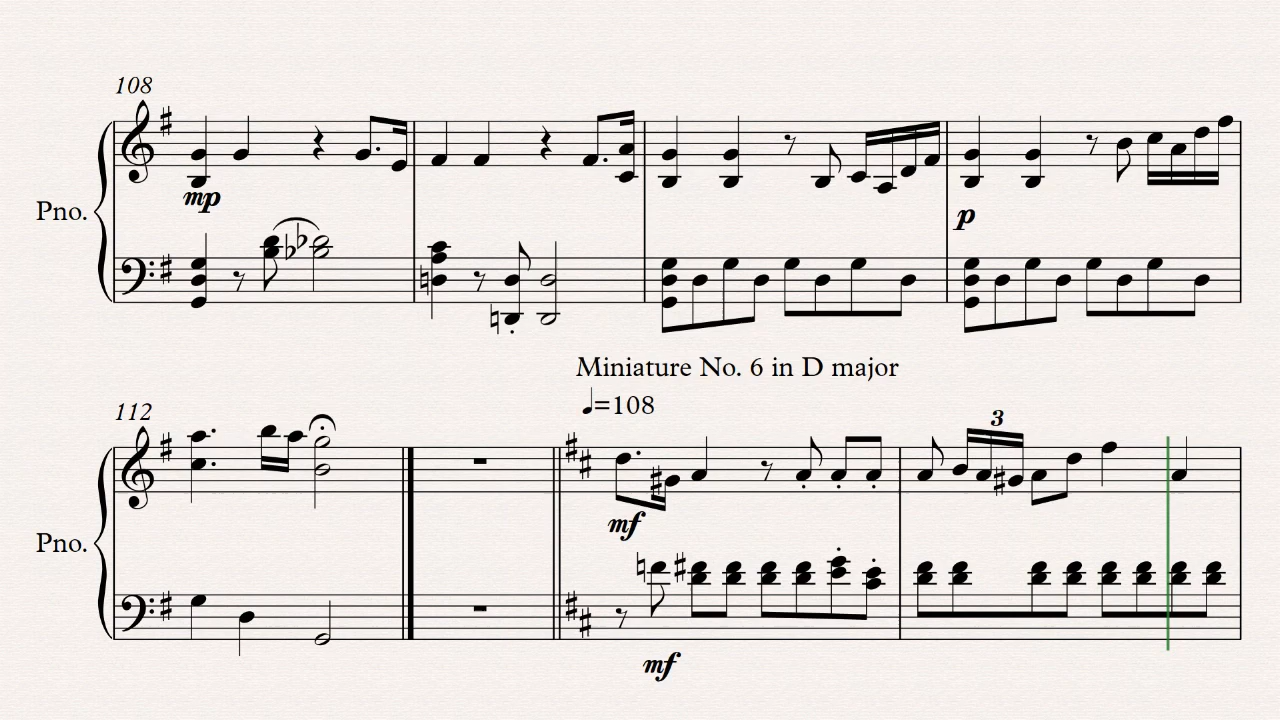 108
Pno.
mp
p
Miniature No. 6 in D major
♩=108
112
3
Pno.
mf
mf